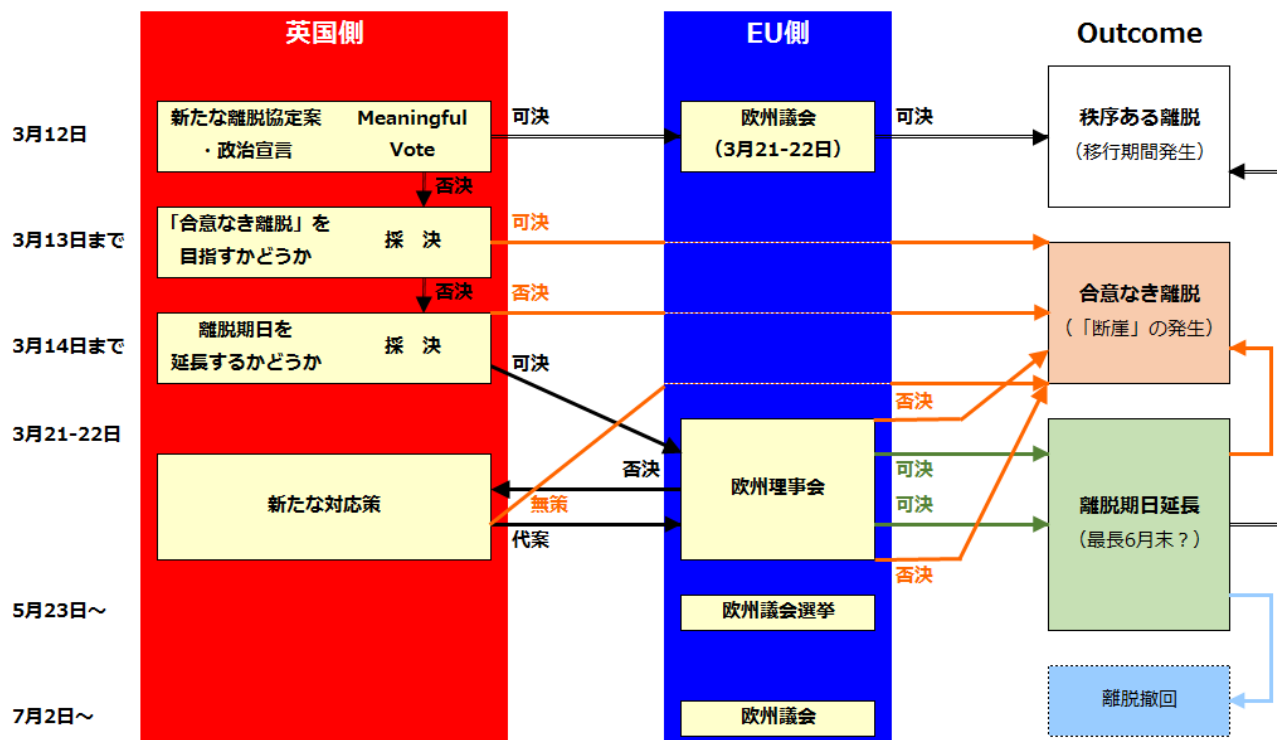 英国側
EU側
Outcome
3月12日
新たな離脱協定案
・政治宣言
Meaningful
Vote
可決
欧州議会
（3月21-22日）
可決
秩序ある離脱
（移行期間発生）
否決
3月13日まで
「合意なき離脱」を
目指すかどうか
採　決
可決
否決
合意なき離脱
（「断崖」の発生）
3月14日まで
離脱期日を
延長するかどうか
採　決
否決
可決
否決
3月21-22日
新たな対応策
否決
無策
代案
欧州理事会
可決
可決
否決
離脱期日延長
（最長6月末？）
5月23日～
欧州議会選挙
7月2日～
欧州議会
離脱撤回